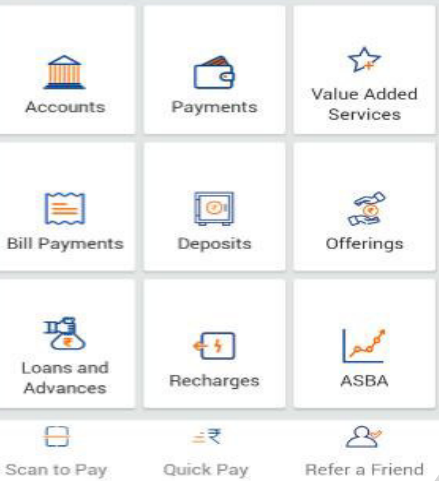 Accounts
Payments
Value Added
Services
Bill Payments
Deposits
Offerings
Loans and
Advances
Recharges
ASBA
Scan to Pay
Quick Pay
Refer a Friend